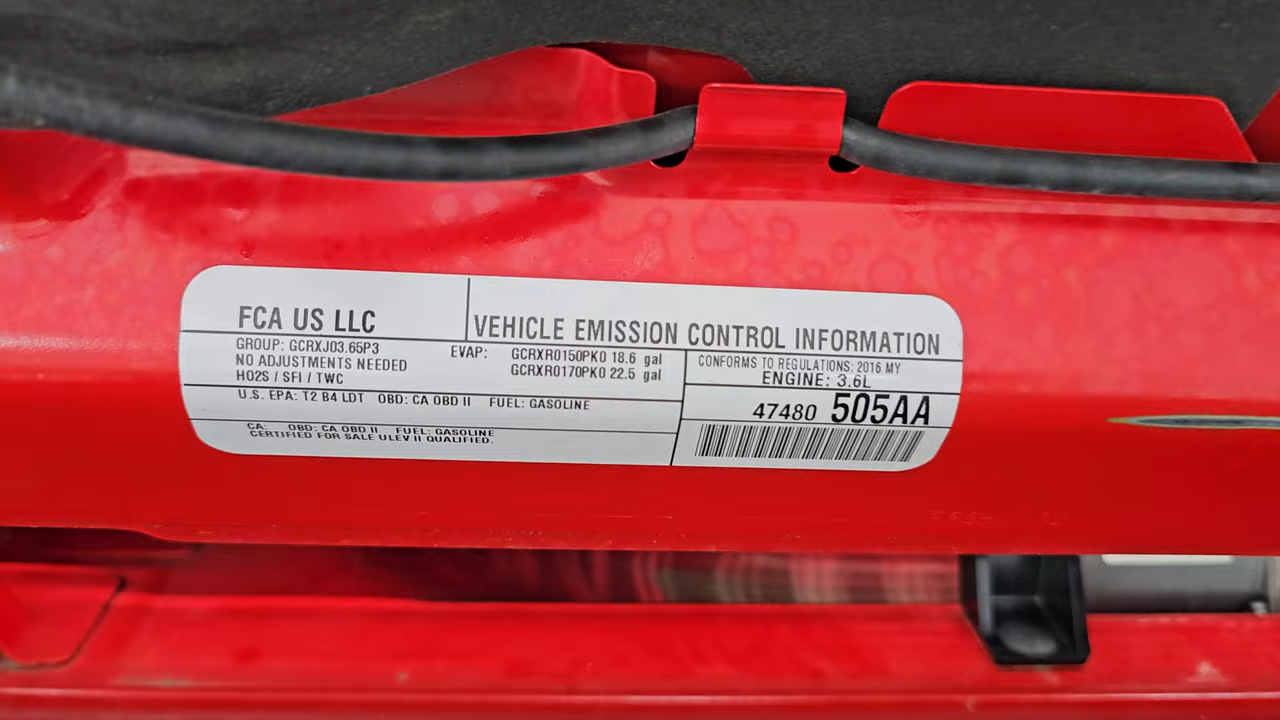 FCA US LLC
VEHICLE EMISSION CONTROL INFORMATION
GROUP: GCRXJ03.65P3
NO ADJUSTMENTS NEEDED
HO2S / SFI / TWC
EVAP: GCRXR0150PK0 18.6 gal
GCRXR0170PK0 22.5 gal
CONFORMS TO REGULATIONS: 2016 MY
ENGINE: 3.6L
U.S. EPA: T2 B4 LDT OBD: CA OBD II FUEL: GASOLINE
47480 505AA
CA: OBD: CA OBD II FUEL: GASOLINE
CERTIFIED FOR SALE ULEV II QUALIFIED.